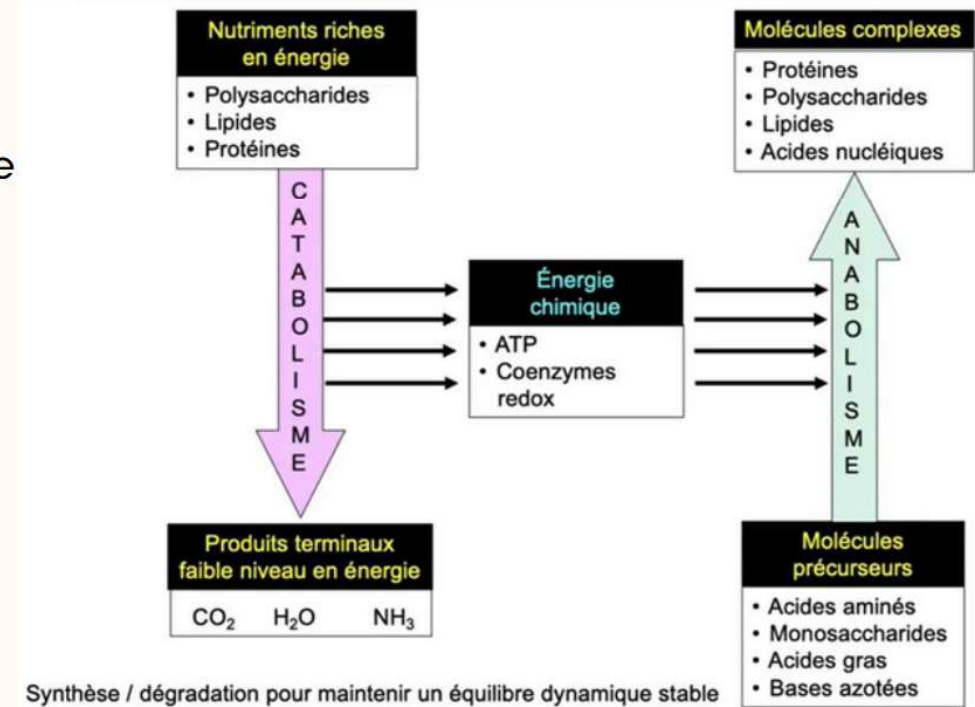 Nutriments riches
en énergie
• Polysaccharides
• Lipides
• Protéines
CATABOLISME
Produits terminaux
faible niveau en énergie
CO₂ H₂O NH₃
Énergie
chimique
• ATP
• Coenzymes
redox
Molécules complexes
• Protéines
• Polysaccharides
• Lipides
• Acides nucléiques
ANABOLISME
Molécules
précurseurs
• Acides aminés
• Monosaccharides
• Acides gras
• Bases azotées
Synthèse / dégradation pour maintenir un équilibre dynamique stable